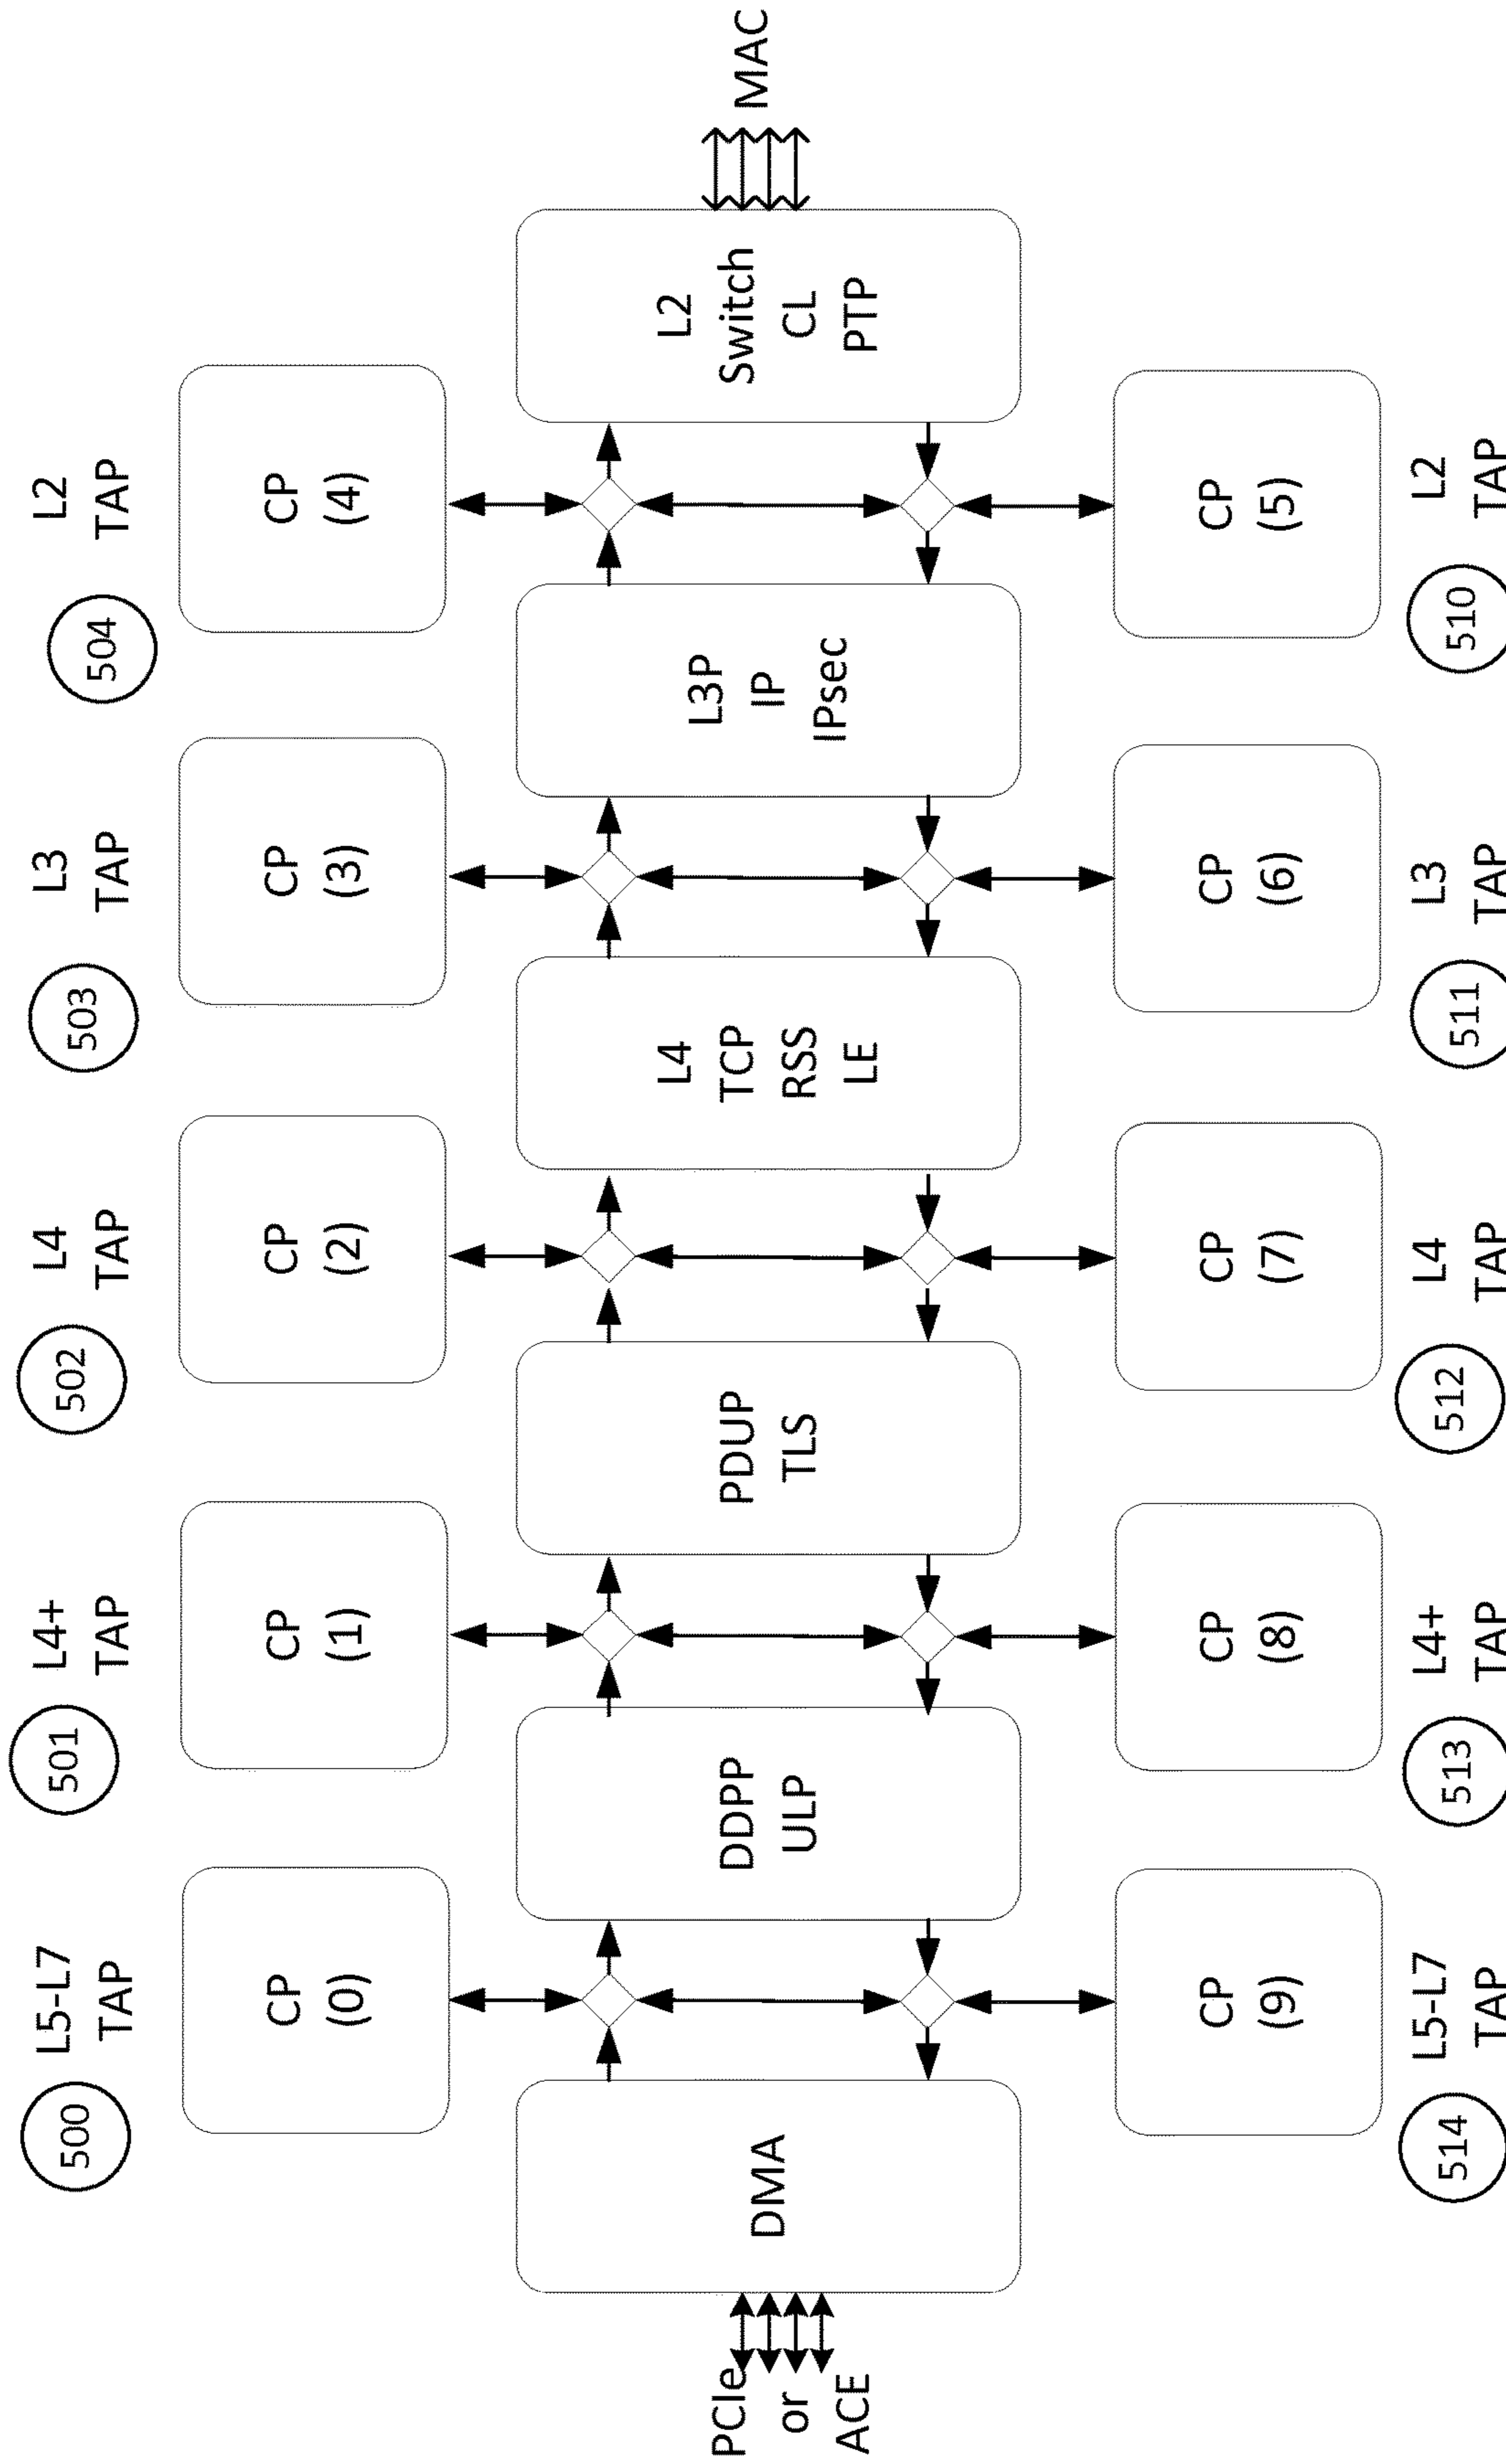 500
L5-L7
TAP
501
L4+
TAP
502
L4
TAP
503
L3
TAP
504
L2
TAP
CP
(0)
CP
(1)
CP
(2)
CP
(3)
CP
(4)
PCIe
or
ACE
DMA
DDPP
ULP
PDUP
TLS
L4
TCP
RSS
LE
L3P
IP
IPsec
L2
Switch
CL
PTP
MAC
CP
(9)
CP
(8)
CP
(7)
CP
(6)
CP
(5)
514
L5-L7
TAP
513
L4+
TAP
512
L4
TAP
511
L3
TAP
510
L2
TAP